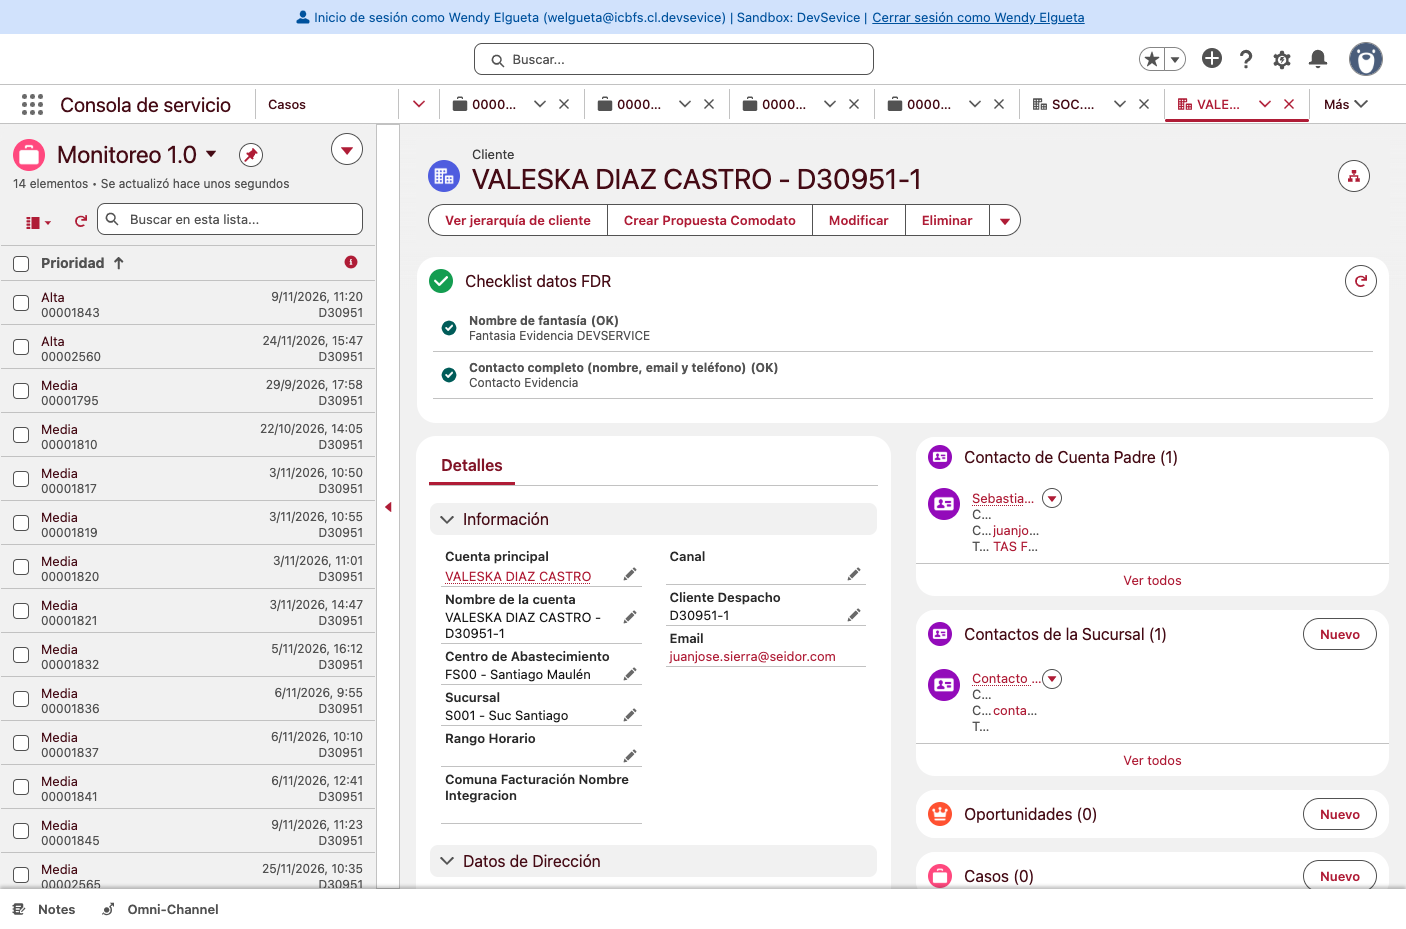 Inicio de sesión como Wendy Elgueta (welgueta@icbfs.cl.devsevice) | Sandbox: DevSevice | Cerrar sesión como Wendy Elgueta
Buscar...
Consola de servicio
Casos
0000...
0000...
0000...
0000...
SOC....
VALE...
Más
Monitoreo 1.0
14 elementos • Se actualizó hace unos segundos
Buscar en esta lista...
Prioridad
Alta 9/11/2026, 11:20
00001843 D30951
Alta 24/11/2026, 15:47
00002560 D30951
Media 29/9/2026, 17:58
00001795 D30951
Media 22/10/2026, 14:05
00001810 D30951
Media 3/11/2026, 10:50
00001817 D30951
Media 3/11/2026, 10:55
00001819 D30951
Media 3/11/2026, 11:01
00001820 D30951
Media 3/11/2026, 14:47
00001821 D30951
Media 5/11/2026, 16:12
00001832 D30951
Media 6/11/2026, 9:55
00001836 D30951
Media 6/11/2026, 10:10
00001837 D30951
Media 6/11/2026, 12:41
00001841 D30951
Media 9/11/2026, 11:23
00001845 D30951
Media 25/11/2026, 10:35
00002565 D30951
Cliente
VALESKA DIAZ CASTRO - D30951-1
Ver jerarquía de cliente
Crear Propuesta Comodato
Modificar
Eliminar
Checklist datos FDR
Nombre de fantasía (OK)
Fantasia Evidencia DEVSERVICE
Contacto completo (nombre, email y teléfono) (OK)
Contacto Evidencia
Detalles
Información
Cuenta principal
VALESKA DIAZ CASTRO
Nombre de la cuenta
VALESKA DIAZ CASTRO -
D30951-1
Centro de Abastecimiento
FS00 - Santiago Maulén
Sucursal
S001 - Suc Santiago
Rango Horario
Comuna Facturación Nombre
Integracion
Canal
Cliente Despacho
D30951-1
Email
juanjose.sierra@seidor.com
Datos de Dirección
Contacto de Cuenta Padre (1)
Sebastia...
C...
C... juanjo...
T... TAS F...
Ver todos
Contactos de la Sucursal (1)
Nuevo
Contacto ...
C...
C... conta...
T...
Ver todos
Oportunidades (0)
Nuevo
Casos (0)
Nuevo
Notes
Omni-Channel